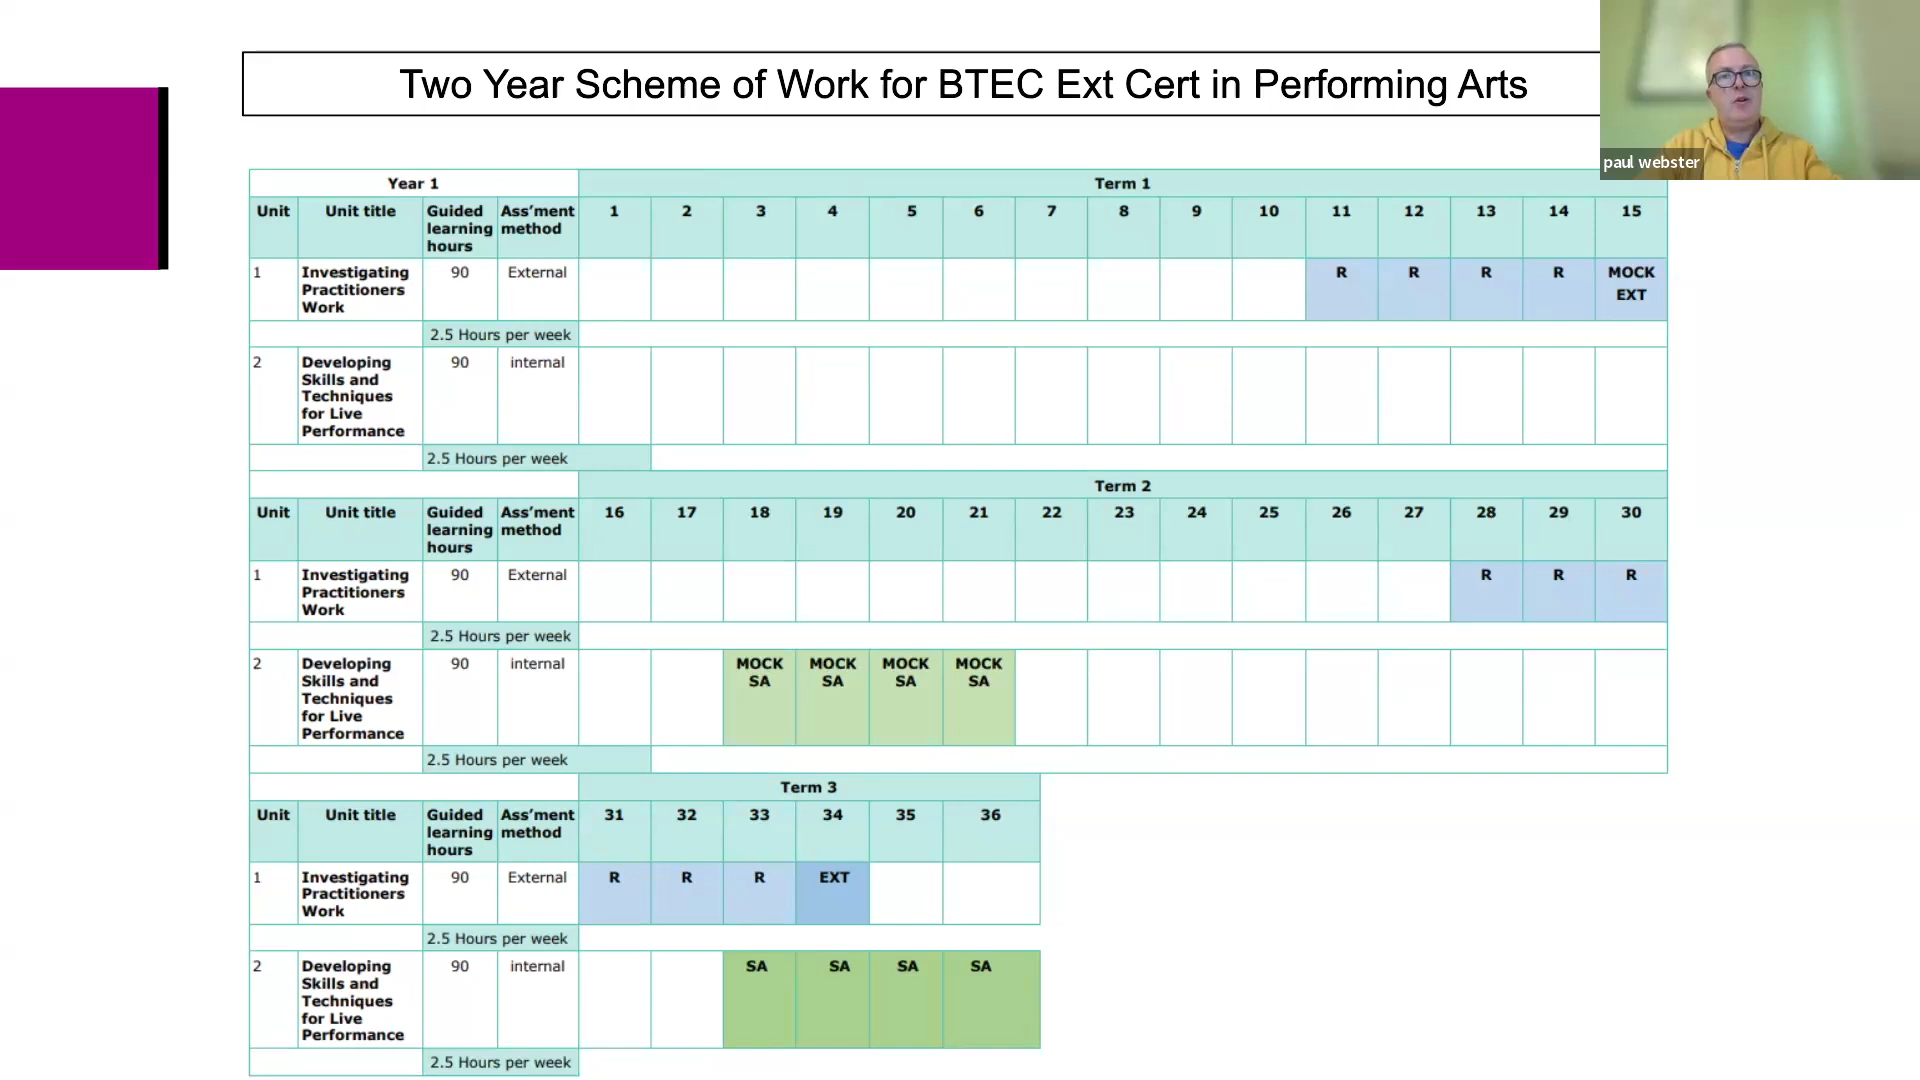 Two Year Scheme of Work for BTEC Ext Cert in Performing Arts
paul webster
Year 1 Term 1
Unit Unit title Guided learning hours Ass'ment method 1 2 3 4 5 6 7 8 9 10 11 12 13 14 15
1 Investigating Practitioners Work 90 External R R R R MOCK EXT
2.5 Hours per week
2 Developing Skills and Techniques for Live Performance 90 internal
2.5 Hours per week
Term 2
Unit Unit title Guided learning hours Ass'ment method 16 17 18 19 20 21 22 23 24 25 26 27 28 29 30
1 Investigating Practitioners Work 90 External R R R
2.5 Hours per week
2 Developing Skills and Techniques for Live Performance 90 internal MOCK SA MOCK SA MOCK SA MOCK SA
2.5 Hours per week
Term 3
Unit Unit title Guided learning hours Ass'ment method 31 32 33 34 35 36
1 Investigating Practitioners Work 90 External R R R EXT
2.5 Hours per week
2 Developing Skills and Techniques for Live Performance 90 internal SA SA SA SA
2.5 Hours per week